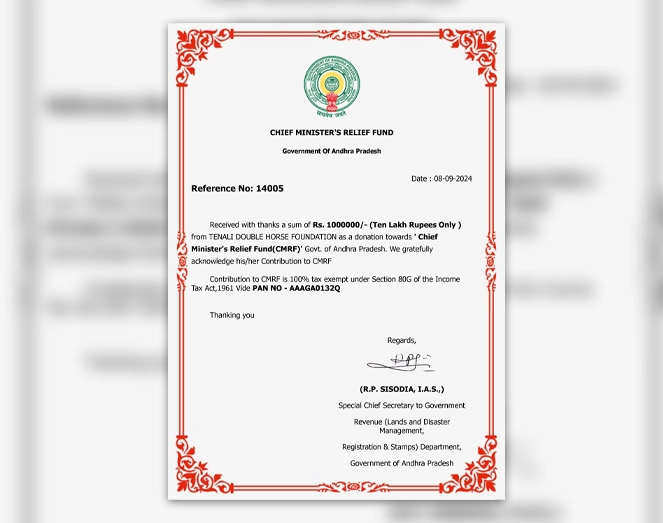 सत्यमेव जयते
CHIEF MINISTER'S RELIEF FUND
Government Of Andhra Pradesh
Date : 08-09-2024
Reference No: 14005
Received with thanks a sum of Rs. 1000000/- (Ten Lakh Rupees Only )
from TENALI DOUBLE HORSE FOUNDATION as a donation towards ' Chief
Minister's Relief Fund(CMRF)' Govt. of Andhra Pradesh. We gratefully
acknowledge his/her Contribution to CMRF
Contribution to CMRF is 100% tax exempt under Section 80G of the Income
Tax Act,1961 Vide PAN NO - AAAGA0132Q
Thanking you
Regards,
(R.P. SISODIA, I.A.S.,)
Special Chief Secretary to Government
Revenue (Lands and Disaster
Management,
Registration & Stamps) Department,
Government of Andhra Pradesh